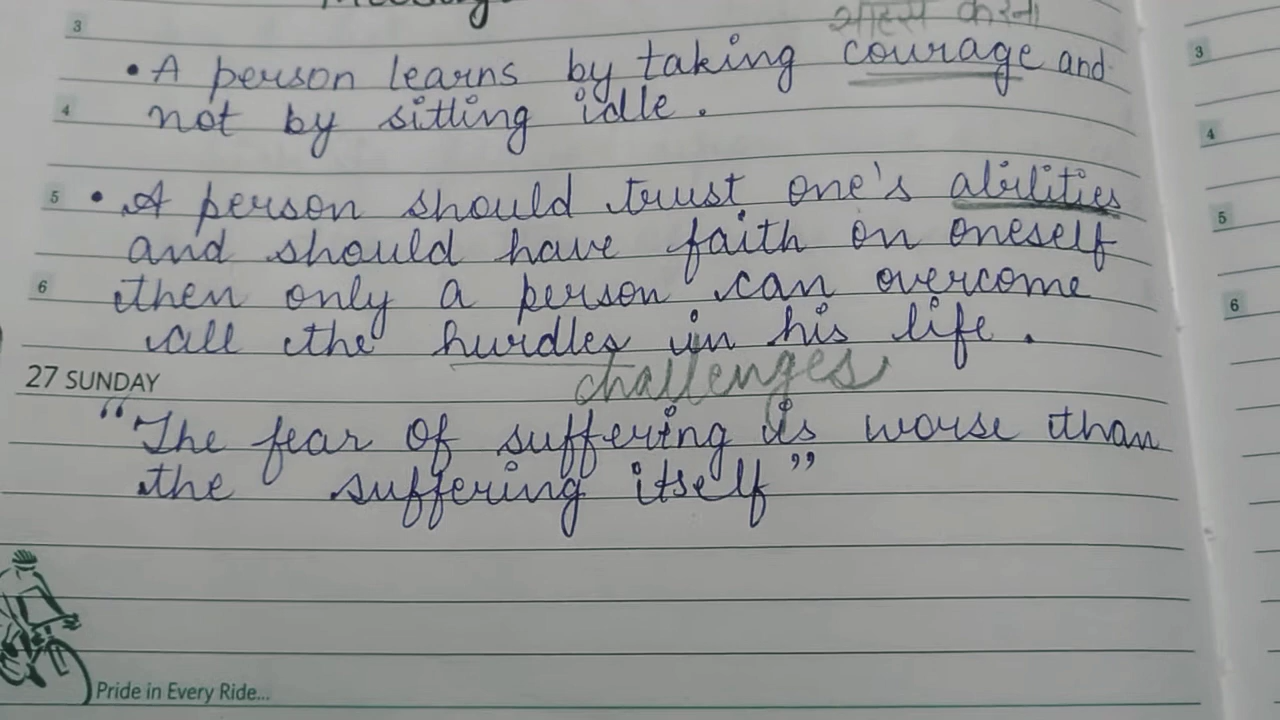 साहस करना
3
• A person learns by taking courage and
4
not by sitting idle.
5
• A person should trust one's abilities
and should have faith on oneself
6
then only a person can overcome
all the hurdles in his life.
challenges
27 SUNDAY
"The fear of suffering is worse than
the suffering itself"
Pride in Every Ride...
3
4
5
6